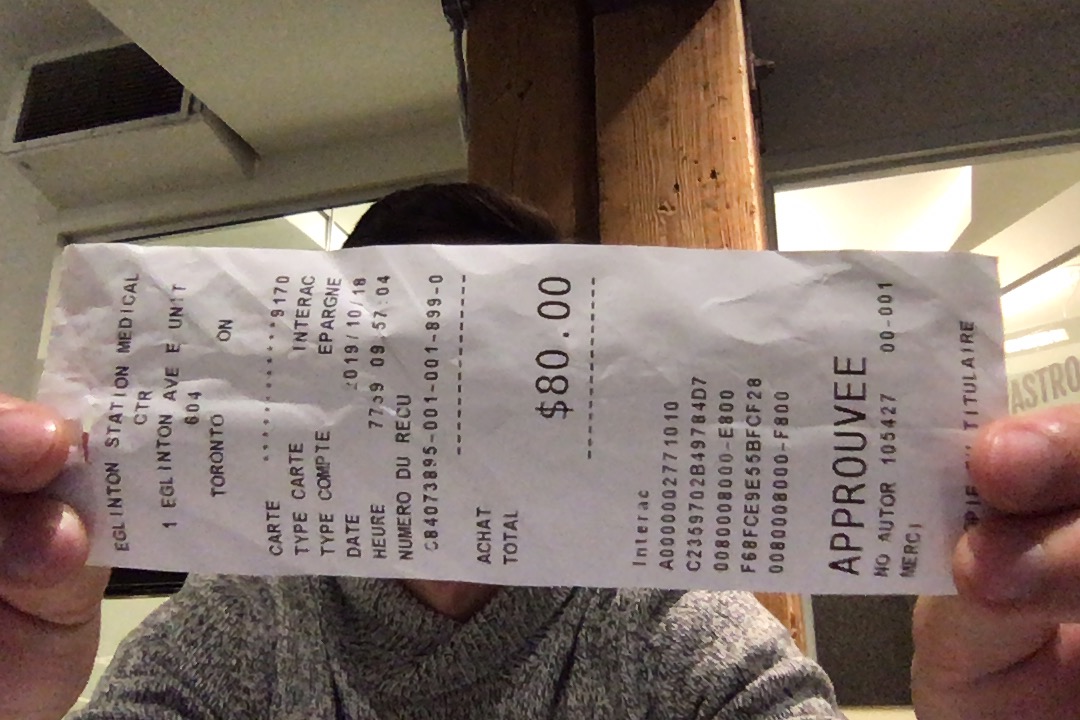 EGLINTON STATION MEDICAL
CTR
1 EGLINTON AVE E UNIT
604
TORONTO ON
CARTE ************9170
TYPE CARTE INTERAC
TYPE COMPTE EPARGNE
DATE 2019/10/18
HEURE 7759 09:57:04
NUMERO DU RECU
C84073895-001-001-899-0
--------------------
ACHAT
TOTAL
$80.00
--------------------
Interac
A0000002771010
C2359702B49784D7
0080008000-E800
F68FCE9E55BFCF28
0080008000-F800
APPROUVEE
NO AUTOR 105427 00-001
MERCI
TITULAIRE
ASTRO